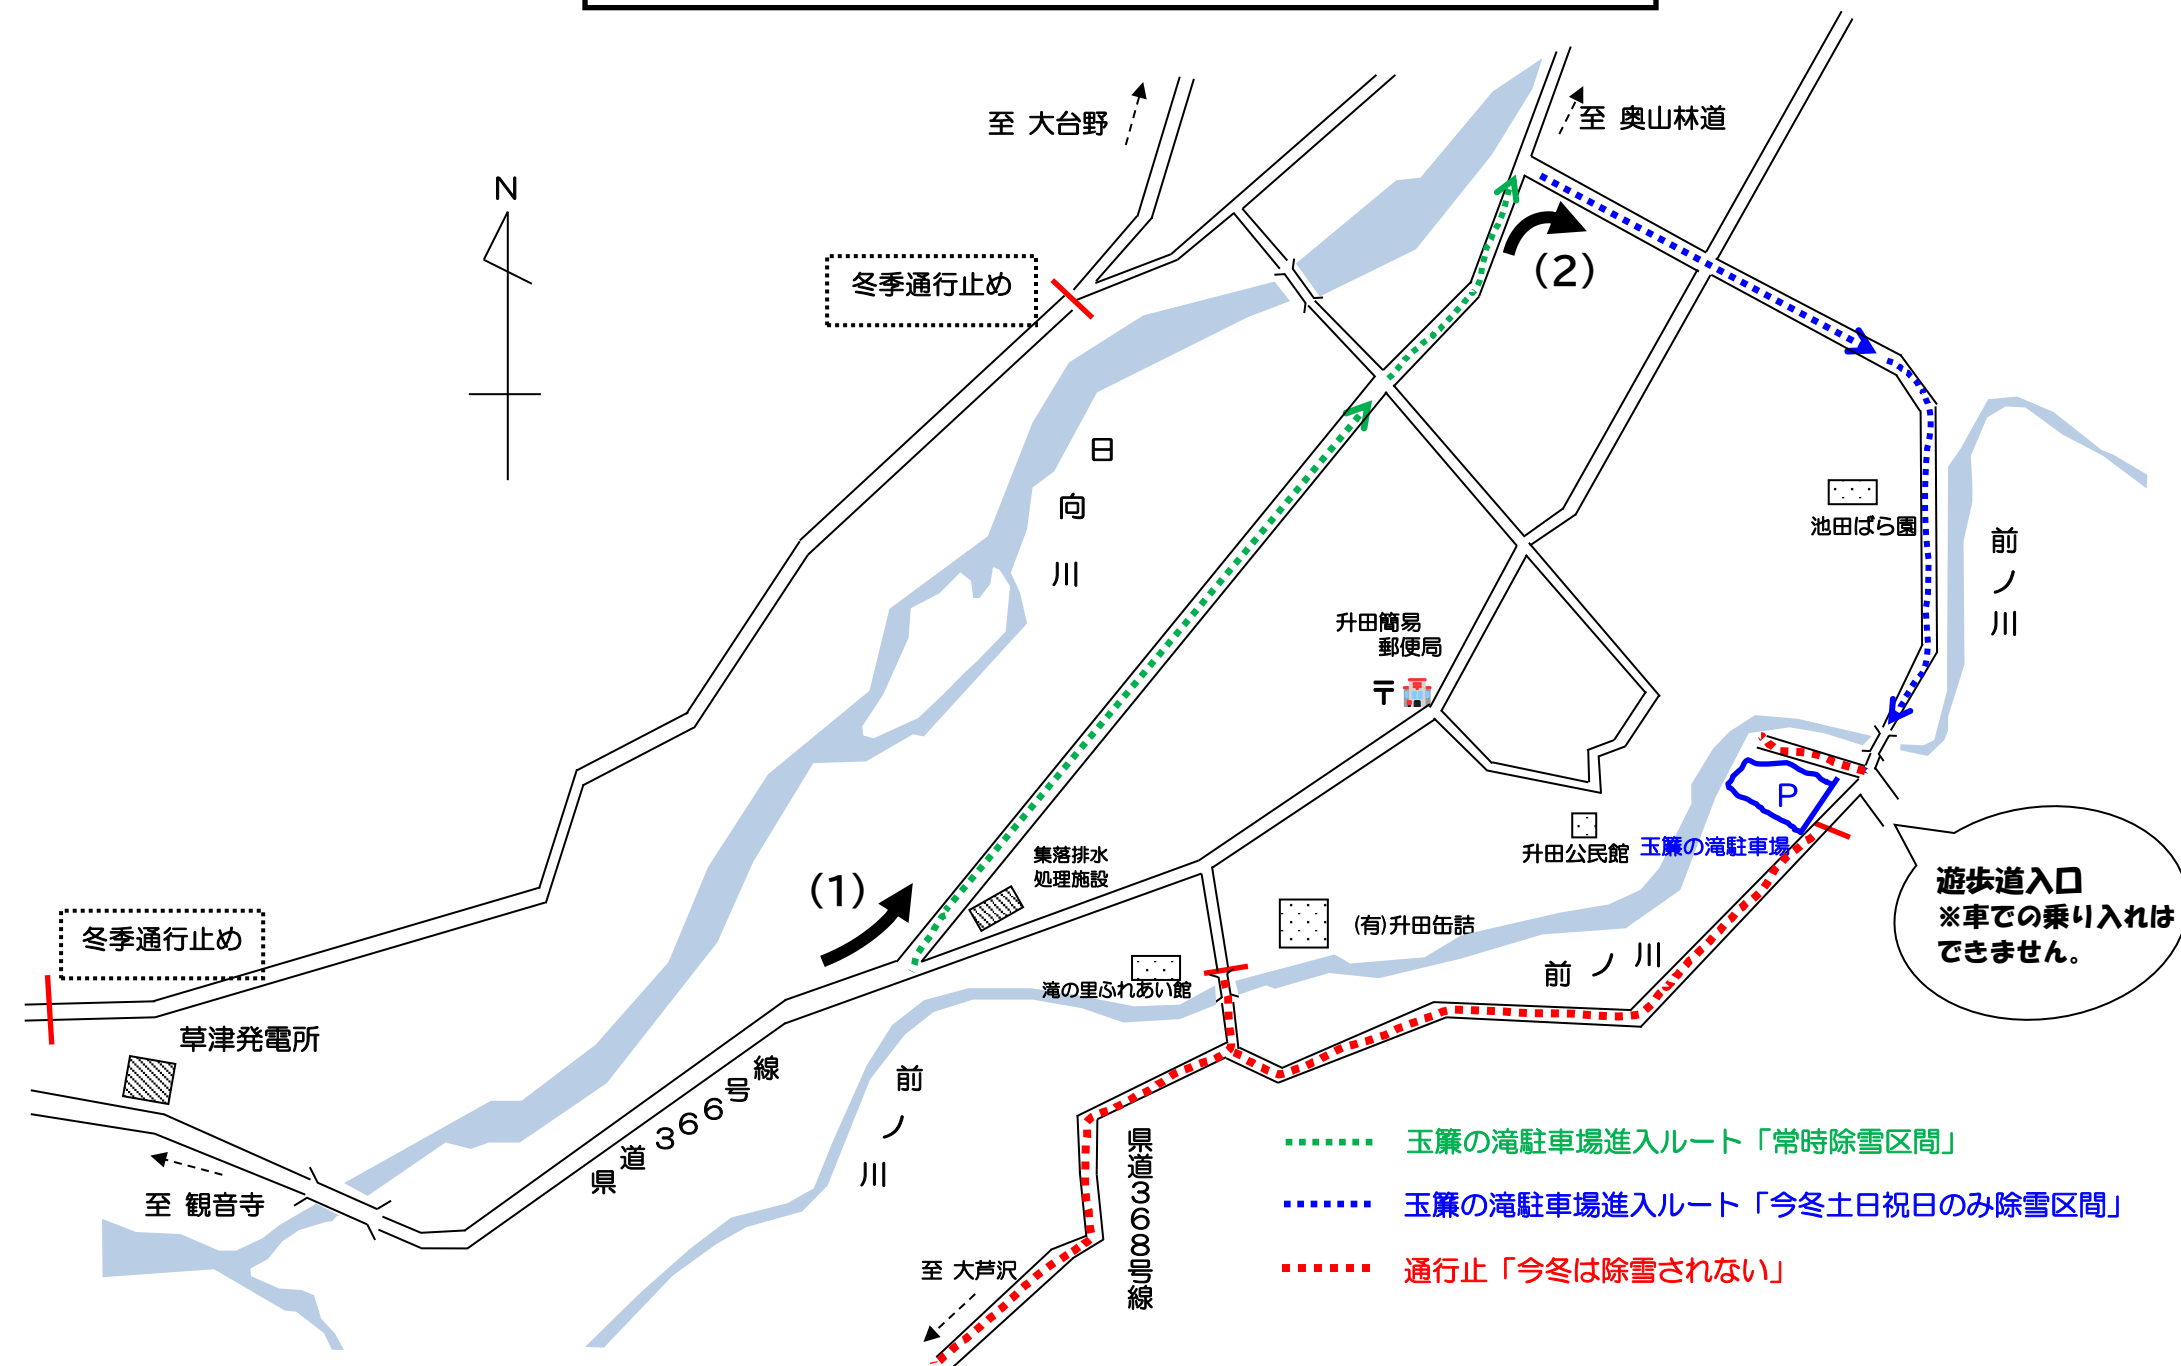 至 大台野
至 奥山林道
N
冬季通行止め
(2)
日向川
池田ばら園
前ノ川
升田簡易
郵便局
〒
P
玉簾の滝駐車場
升田公民館
集落排水
処理施設
(1)
遊歩道入口
※車での乗り入れは
できません。
冬季通行止め
(有)升田缶詰
前ノ川
滝の里ふれあい館
草津発電所
県道366号線
前ノ川
至 観音寺
県道368号線
至 大芦沢
玉簾の滝駐車場進入ルート「常時除雪区間」
玉簾の滝駐車場進入ルート「今冬土日祝日のみ除雪区間」
通行止「今冬は除雪されない」